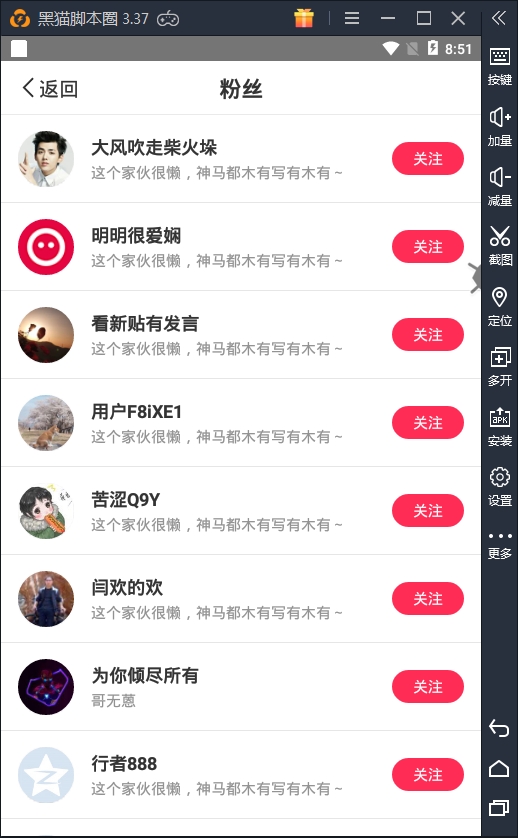 黑猫脚本圈 3.37
8:51
返回
粉丝
大风吹走柴火垛
这个家伙很懒，神马都木有写有木有～
关注
明明很爱娴
这个家伙很懒，神马都木有写有木有～
关注
看新贴有发言
这个家伙很懒，神马都木有写有木有～
关注
用户F8iXE1
这个家伙很懒，神马都木有写有木有～
关注
苦涩Q9Y
这个家伙很懒，神马都木有写有木有～
关注
闫欢的欢
这个家伙很懒，神马都木有写有木有～
关注
为你倾尽所有
哥无蒽
关注
行者888
这个家伙很懒，神马都木有写有木有～
关注
按键
加量
减量
截图
定位
多开
APK
安装
设置
更多